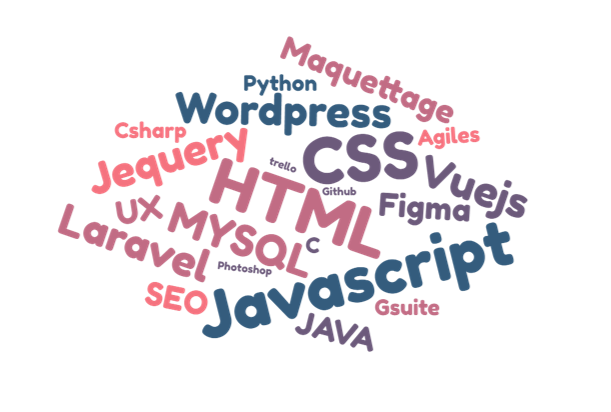 Maquettage
Python
Wordpress
Csharp
Agiles
Jequery
CSS
trello
Vuejs
HTML
Github
UX
Figma
MYSQL
Laravel
C
Photoshop
Javascript
SEO
Gsuite
JAVA